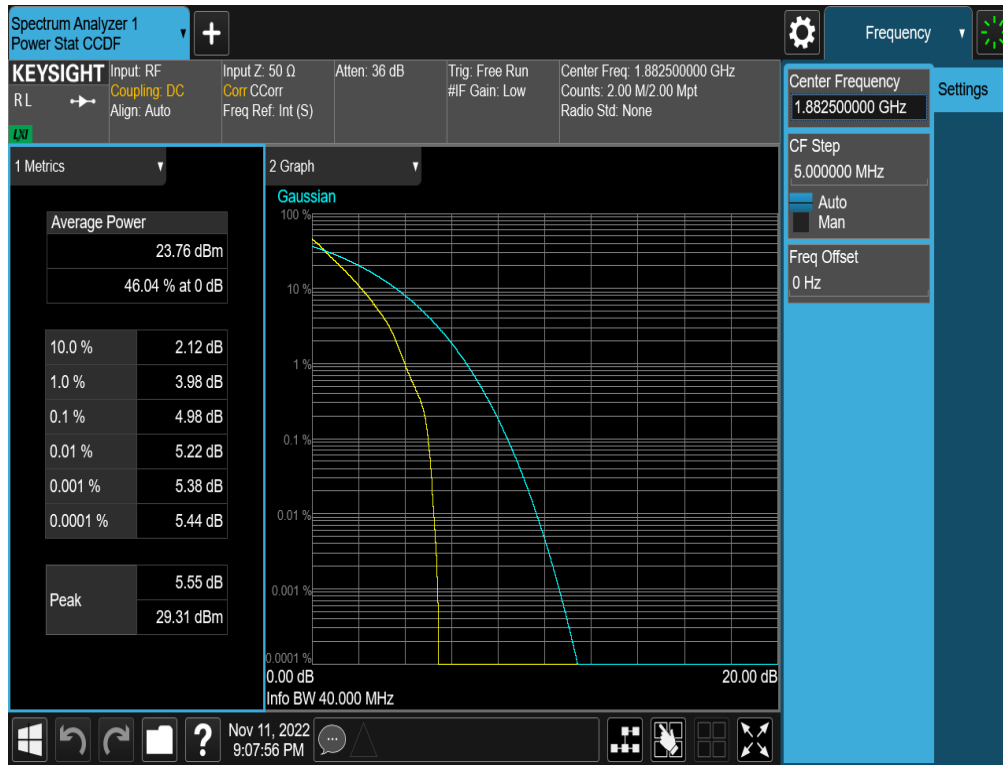 Spectrum Analyzer 1
Power Stat CCDF
Frequency
KEYSIGHT
RL
LXI
Input: RF
Coupling: DC
Align: Auto
Input Z: 50 Ω
Corr CCorr
Freq Ref: Int (S)
Atten: 36 dB
Trig: Free Run
#IF Gain: Low
Center Freq: 1.882500000 GHz
Counts: 2.00 M/2.00 Mpt
Radio Std: None
Center Frequency
1.882500000 GHz
Settings
CF Step
5.000000 MHz
Auto
Man
Freq Offset
0 Hz
1 Metrics
Average Power
23.76 dBm
46.04 % at 0 dB
10.0 % 2.12 dB
1.0 % 3.98 dB
0.1 % 4.98 dB
0.01 % 5.22 dB
0.001 % 5.38 dB
0.0001 % 5.44 dB
Peak
5.55 dB
29.31 dBm
2 Graph
Gaussian
100 %
10 %
1 %
0.1 %
0.01 %
0.001 %
0.0001 %
0.00 dB 20.00 dB
Info BW 40.000 MHz
?
Nov 11, 2022
9:07:56 PM